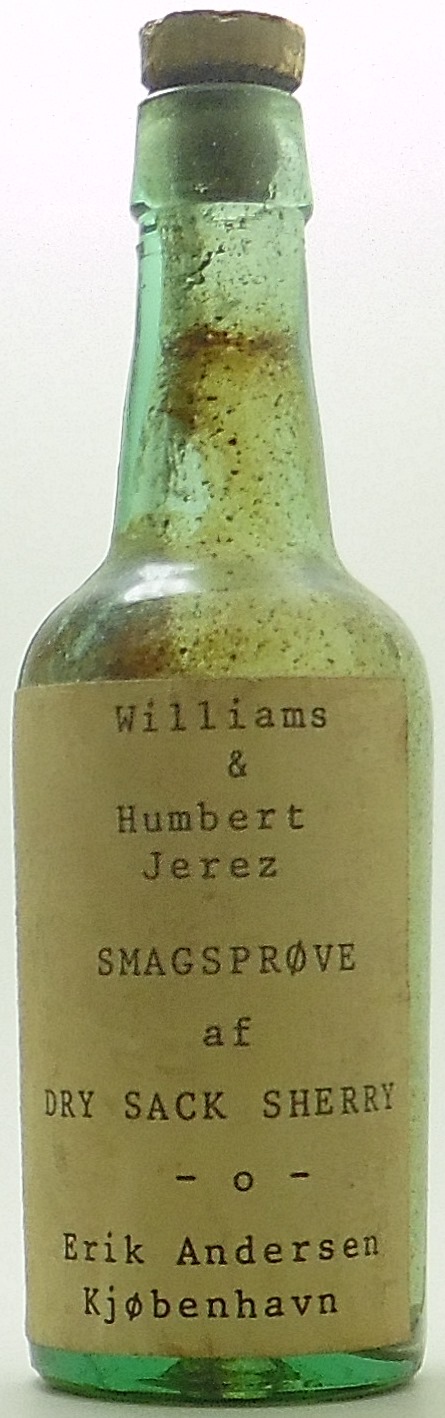 Williams
&
Humbert
Jerez
SMAGSPRØVE
af
DRY SACK SHERRY
- o -
Erik Andersen
Kjøbenhavn